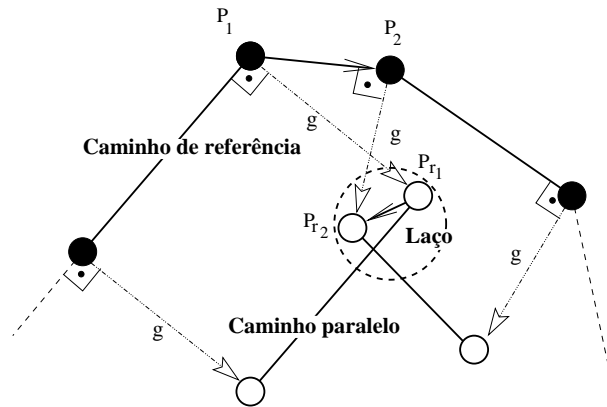 P1
P2
g
g
Caminho de referência
Pr1
Pr2
Laço
g
g
Caminho paralelo